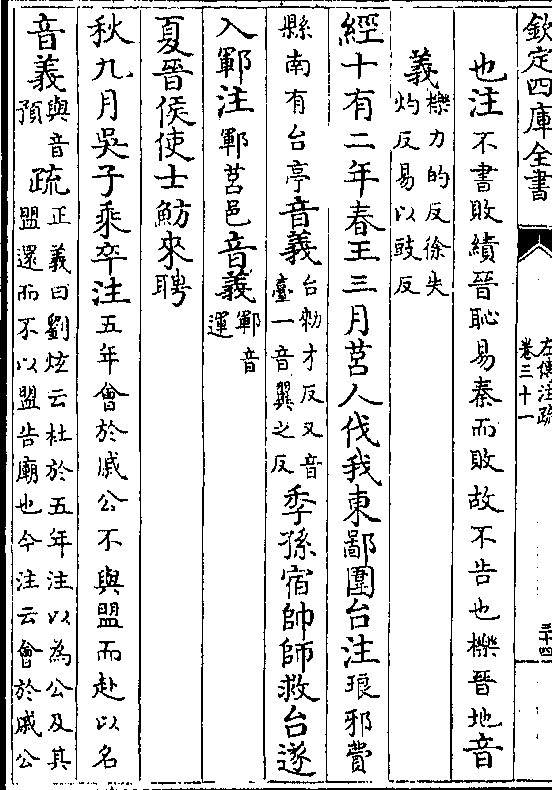 欽定四庫全書
左傳注疏
卷三十一
二十四
也注不書敗績晉恥易秦而敗故不告也櫟晉地音
義櫟力的反徐失
灼反易以豉反
經十有二年春王三月莒人伐我東鄙圍台注琅邪費
縣南有台亭音義台勑才反又音
臺一音翼之反季孫宿帥師救台遂
入鄆注鄆莒邑音義鄆音
運
夏晉侯使士魴來聘
秋九月吳子乘卒注五年會於戚公不與盟而赴以名
音義與音
預疏正義曰劉炫云杜於五年注以為公及其
盟還而不以盟告廟也今注云會於戚公